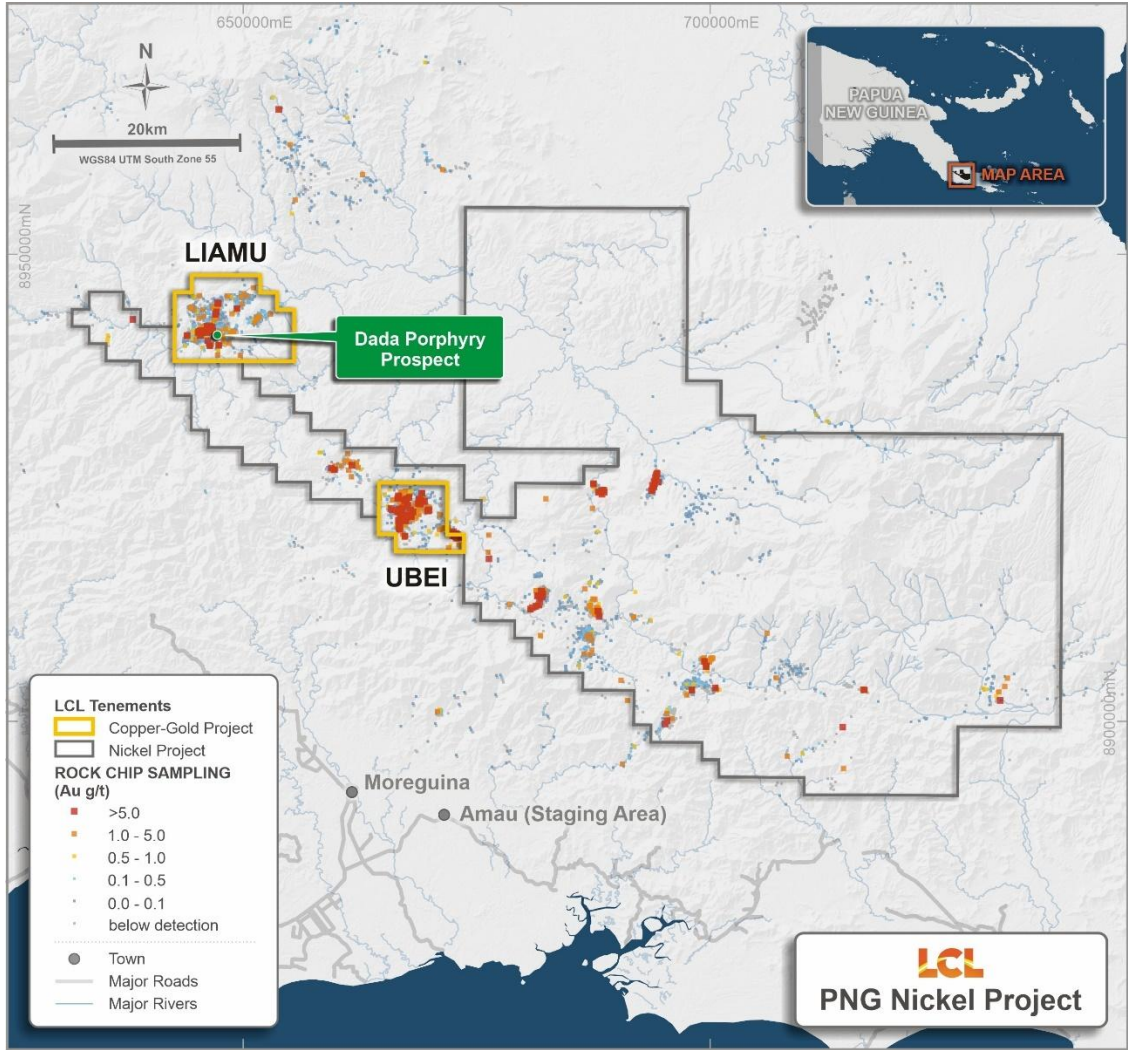 650000mE
700000mE
N
20km
WGS84 UTM South Zone 55
PAPUA
NEW GUINEA
MAP AREA
8950000mN
LIAMU
Dada Porphyry
Prospect
UBEI
8900000mN
Moreguina
Amau (Staging Area)
LCL Tenements
Copper-Gold Project
Nickel Project
ROCK CHIP SAMPLING
(Au g/t)
>5.0
1.0 - 5.0
0.5 - 1.0
0.1 - 0.5
0.0 - 0.1
below detection
Town
Major Roads
Major Rivers
LCL
PNG Nickel Project